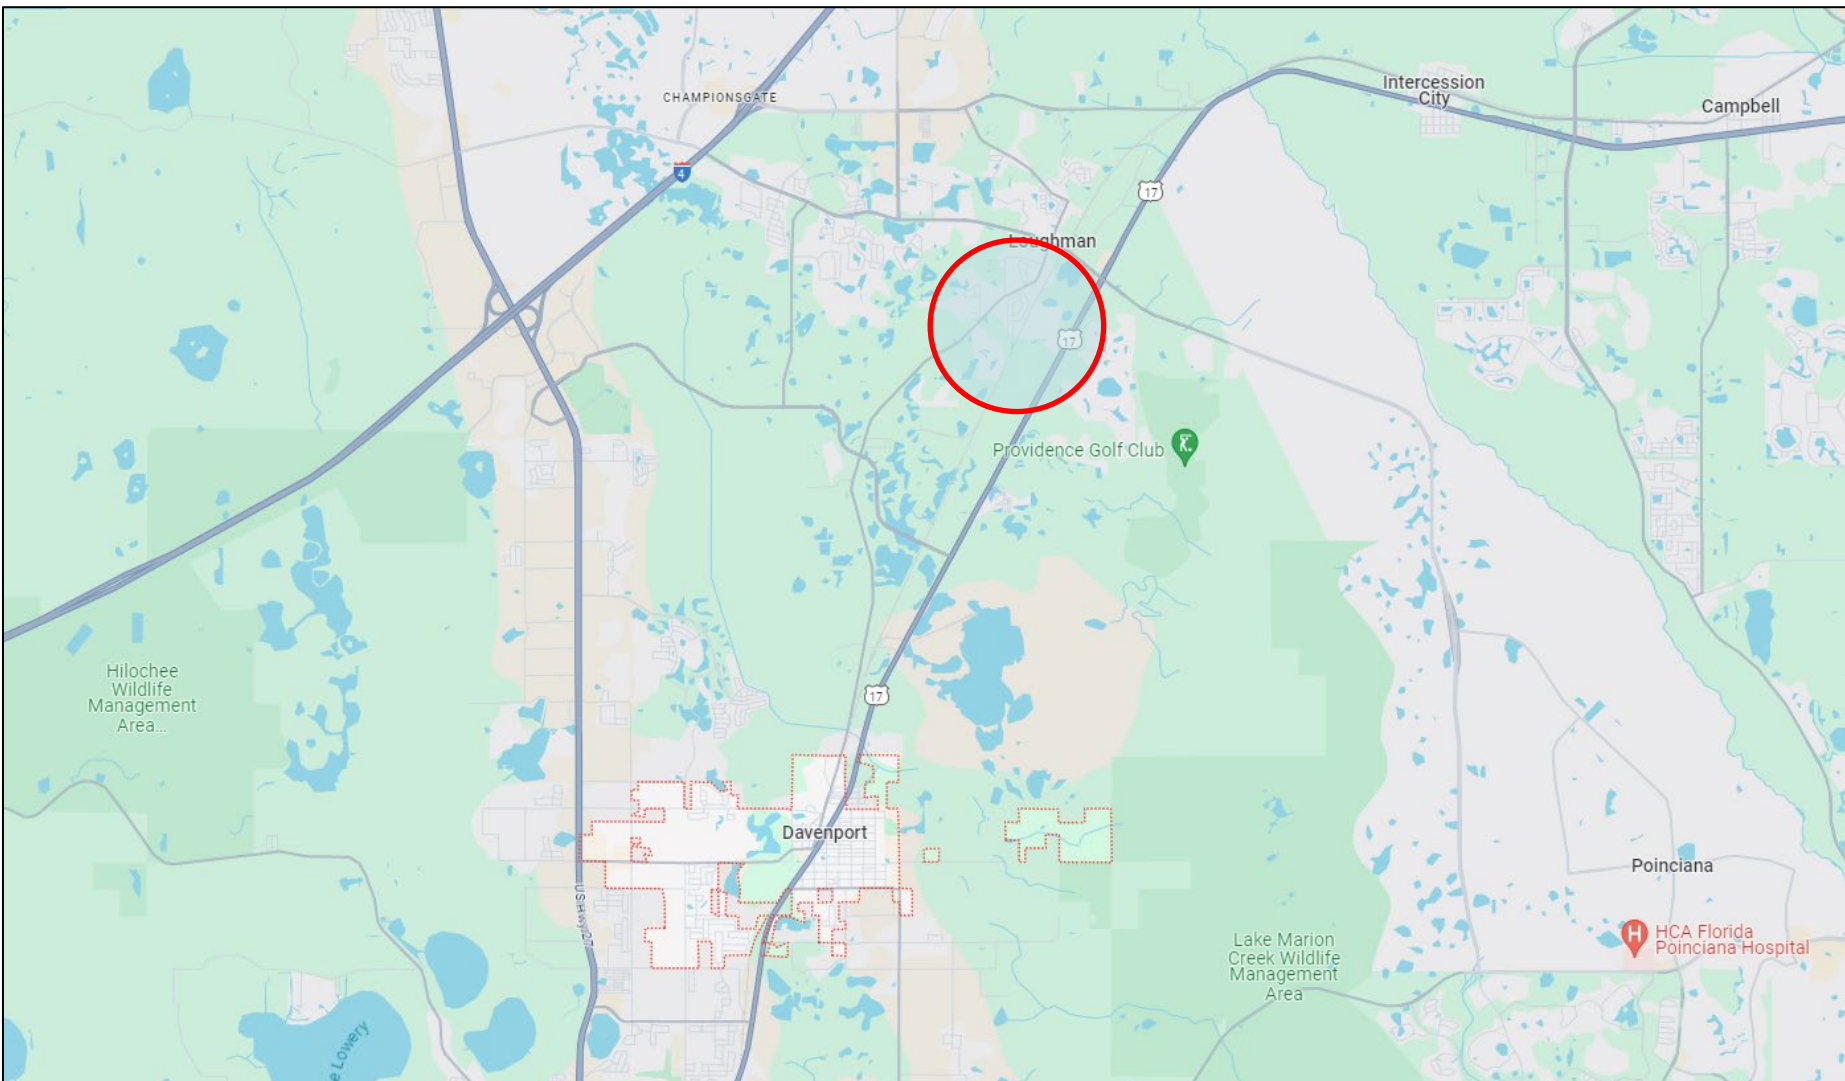 CHAMPIONSGATE
Intercession
City
Campbell
4
17
Loughman
17
Providence Golf Club
Hilochee
Wildlife
Management
Area...
17
Davenport
Poinciana
US Hwy 27
HCA Florida
Poinciana Hospital
H
Lake Marion
Creek Wildlife
Management
Area
e Lowery